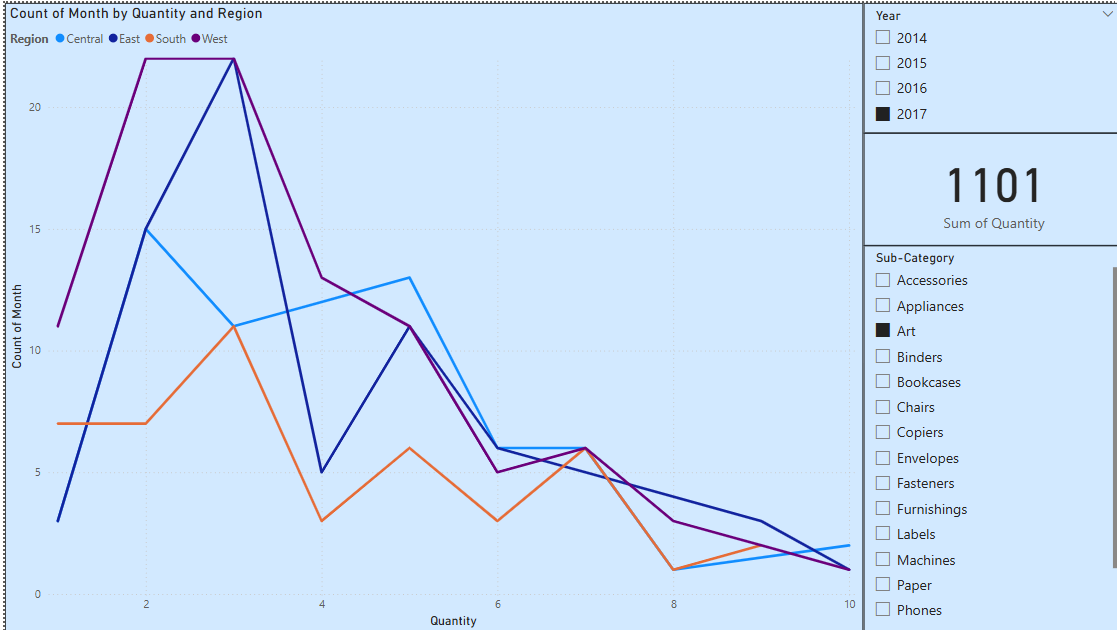 Count of Month by Quantity and Region
Region Central East South West
20
15
10
5
0
Count of Month
2 4 6 8 10
Quantity
Year
2014
2015
2016
2017
1101
Sum of Quantity
Sub-Category
Accessories
Appliances
Art
Binders
Bookcases
Chairs
Copiers
Envelopes
Fasteners
Furnishings
Labels
Machines
Paper
Phones